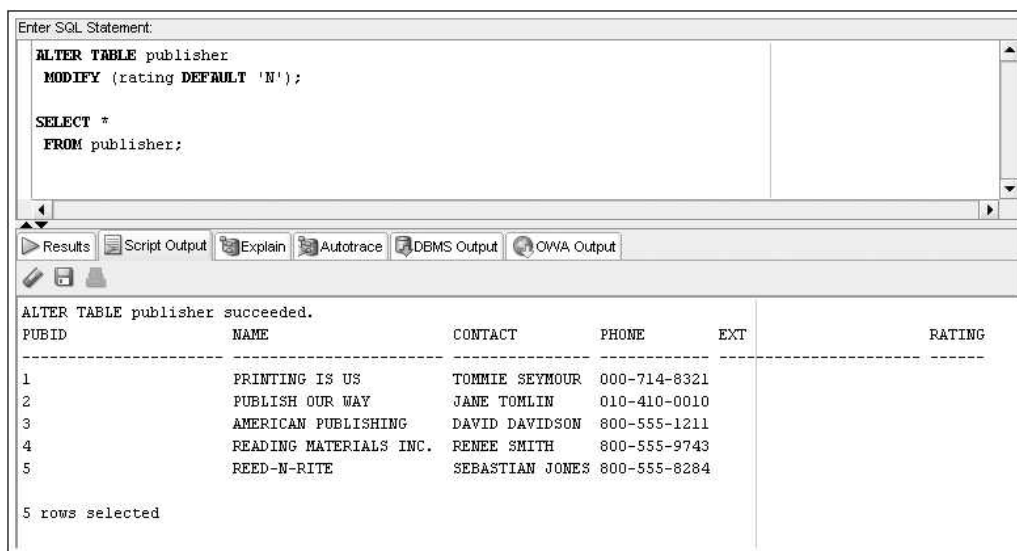 Enter SQL Statement:
ALTER TABLE publisher
MODIFY (rating DEFAULT 'N');
SELECT *
FROM publisher;
Results Script Output Explain Autotrace DBMS Output OWA Output
ALTER TABLE publisher succeeded.
PUBID NAME CONTACT PHONE EXT RATING
---------------------- ----------------------- --------------- ------------ ---------------------- ------
1 PRINTING IS US TOMMIE SEYMOUR 000-714-8321
2 PUBLISH OUR WAY JANE TOMLIN 010-410-0010
3 AMERICAN PUBLISHING DAVID DAVIDSON 800-555-1211
4 READING MATERIALS INC. RENEE SMITH 800-555-9743
5 REED-N-RITE SEBASTIAN JONES 800-555-8284
5 rows selected